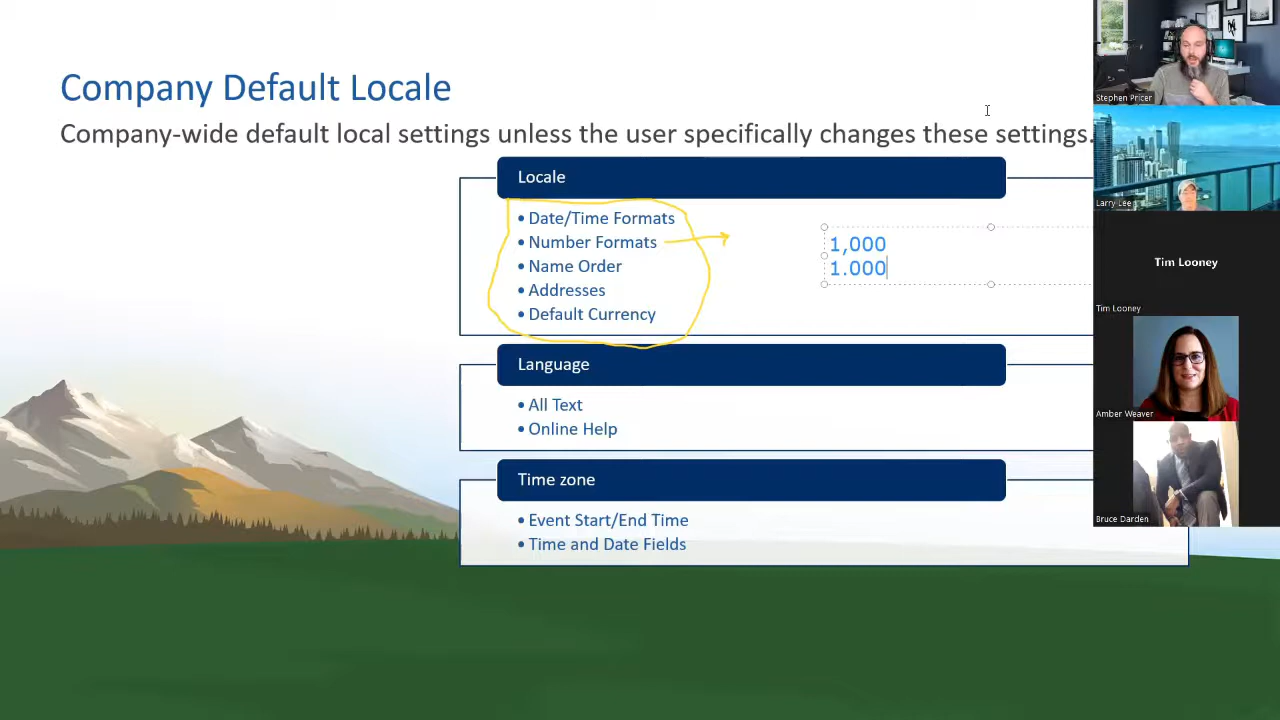 Company Default Locale
Company-wide default local settings unless the user specifically changes these settings.
Locale
• Date/Time Formats
• Number Formats
• Name Order
• Addresses
• Default Currency
1,000
1.000
Language
• All Text
• Online Help
Time zone
• Event Start/End Time
• Time and Date Fields
Stephen Pricer
Larry Lee
Tim Looney
Tim Looney
Amber Weaver
Bruce Darden